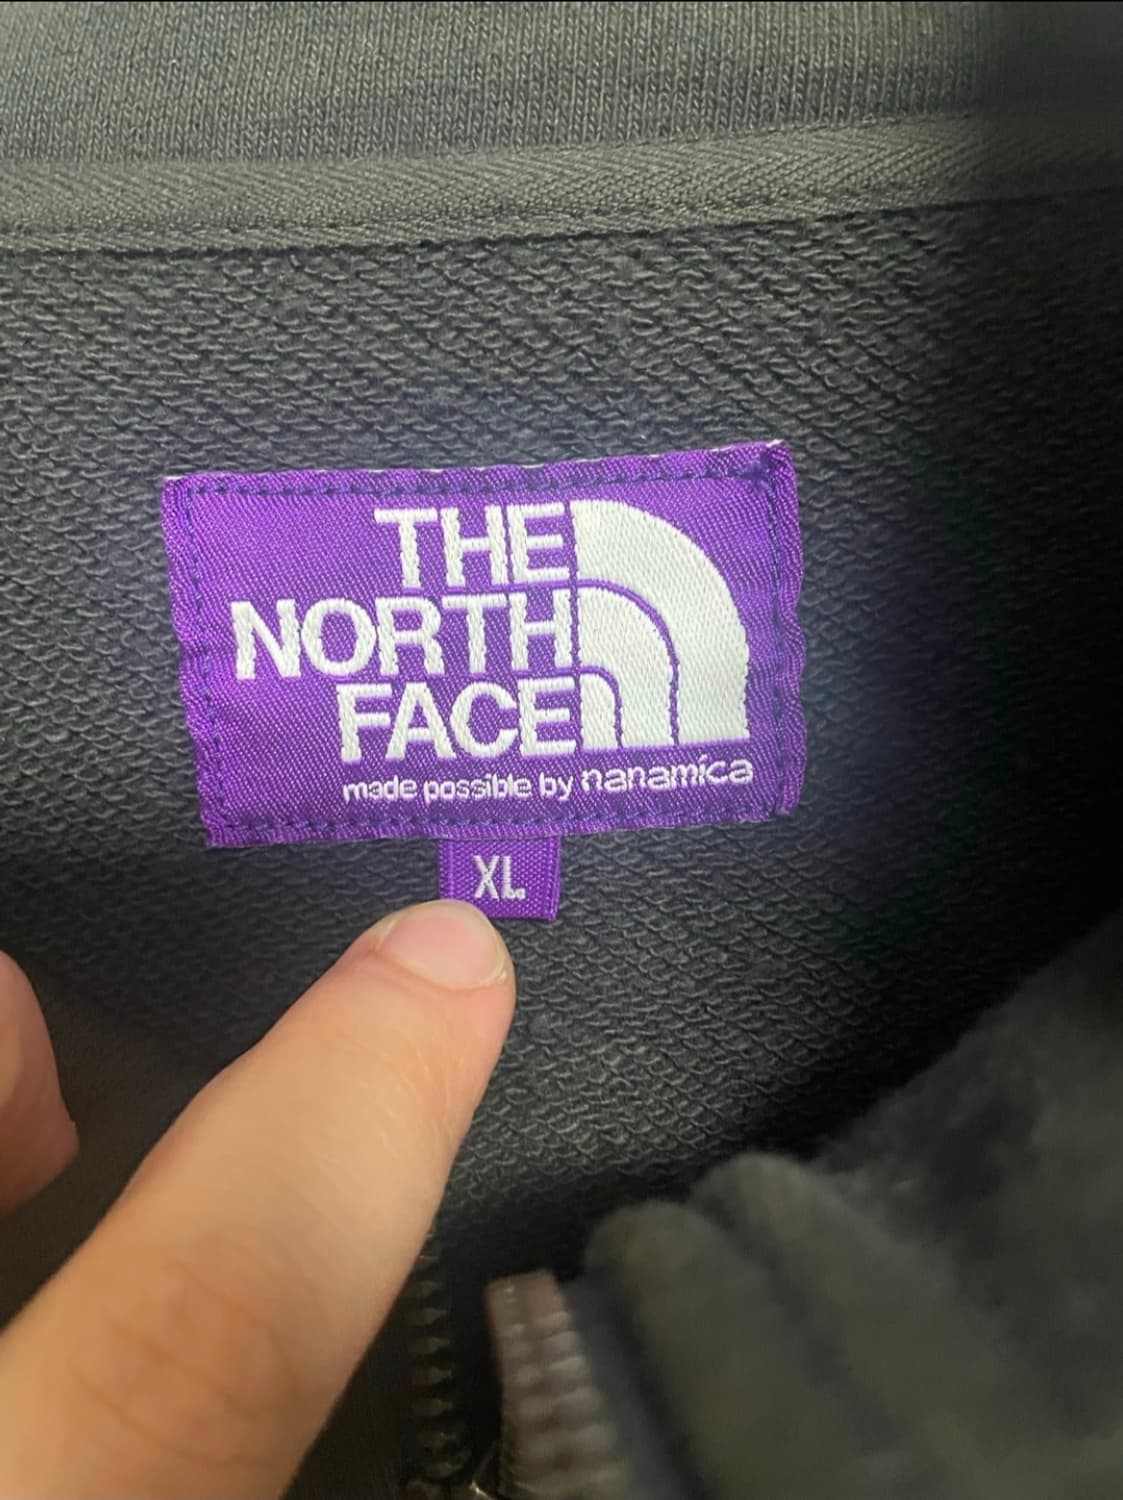 THE
NORTH
FACE
made possible by nanamica
XL